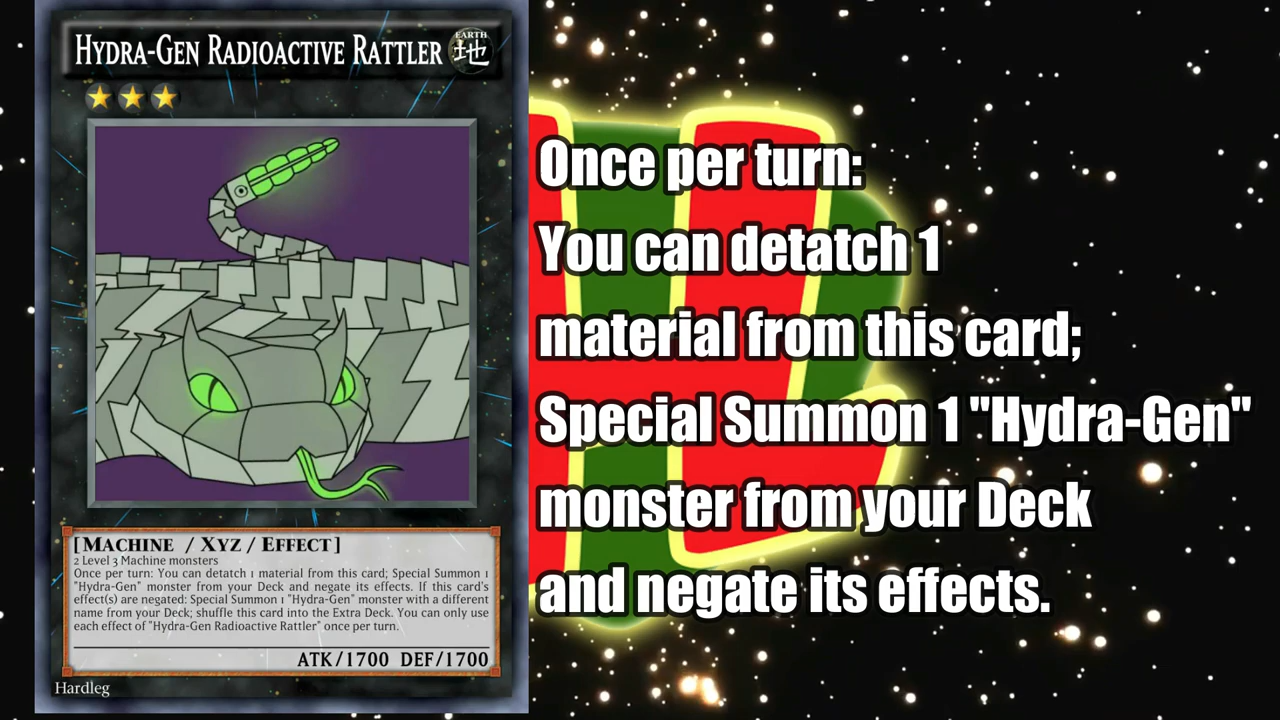 Hydra-Gen Radioactive Rattler
EARTH
地
[Machine / Xyz / Effect]
2 Level 3 Machine monsters
Once per turn: You can detatch 1 material from this card; Special Summon 1
"Hydra-Gen" monster from your Deck and negate its effects. If this card's
effect(s) are negated: Special Summon 1 "Hydra-Gen" monster with a different
name from your Deck; shuffle this card into the Extra Deck. You can only use
each effect of "Hydra-Gen Radioactive Rattler" once per turn.
ATK/1700 DEF/1700
Hardleg
Once per turn:
You can detatch 1
material from this card;
Special Summon 1 "Hydra-Gen"
monster from your Deck
and negate its effects.